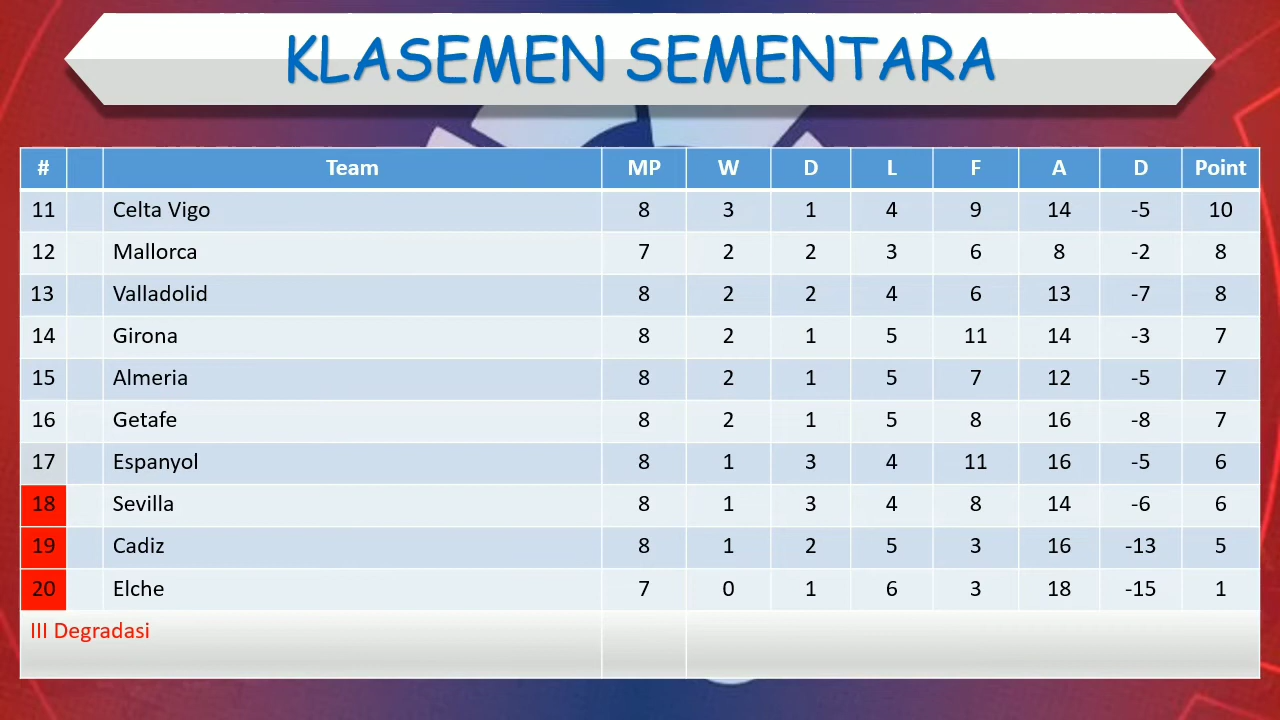 KLASEMEN SEMENTARA
# Team MP W D L F A D Point
11 Celta Vigo 8 3 1 4 9 14 -5 10
12 Mallorca 7 2 2 3 6 8 -2 8
13 Valladolid 8 2 2 4 6 13 -7 8
14 Girona 8 2 1 5 11 14 -3 7
15 Almeria 8 2 1 5 7 12 -5 7
16 Getafe 8 2 1 5 8 16 -8 7
17 Espanyol 8 1 3 4 11 16 -5 6
18 Sevilla 8 1 3 4 8 14 -6 6
19 Cadiz 8 1 2 5 3 16 -13 5
20 Elche 7 0 1 6 3 18 -15 1
III Degradasi